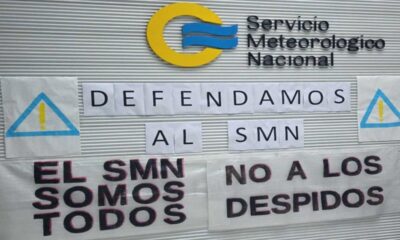 Servicio
Meteorologico
Nacional
DEFENDAMOS
AL SMN
EL SMN
SOMOS
TODOS
NO A LOS
DESPIDOS